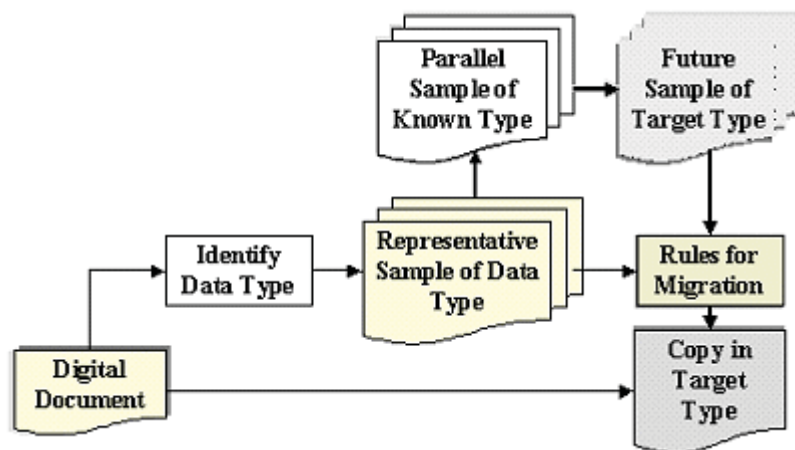 Parallel
Sample of
Known Type
Future
Sample of
Target Type
Identify
Data Type
Representative
Sample of Data
Type
Rules for
Migration
Digital
Document
Copy in
Target
Type